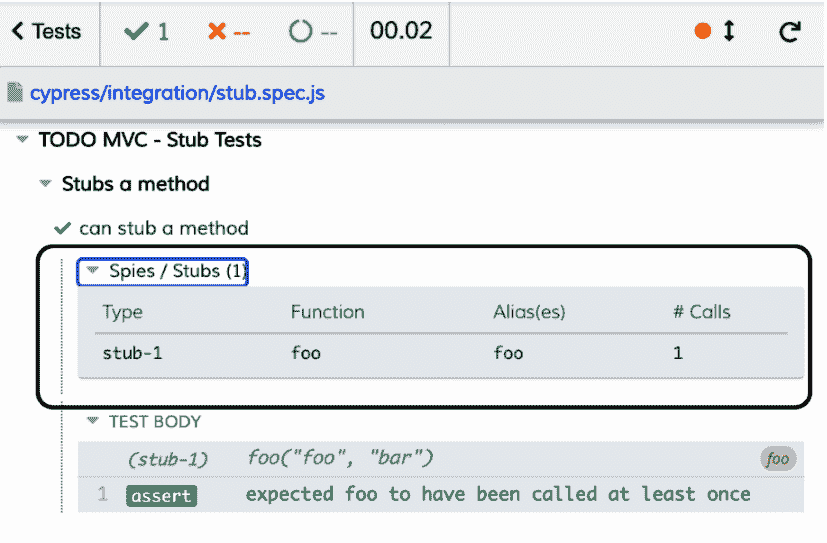 Tests 1 -- -- 00.02
cypress/integration/stub.spec.js
TODO MVC - Stub Tests
Stubs a method
can stub a method
Spies / Stubs (1)
Type Function Alias(es) # Calls
stub-1 foo foo 1
TEST BODY
(stub-1) foo("foo", "bar") foo
1 assert expected foo to have been called at least once